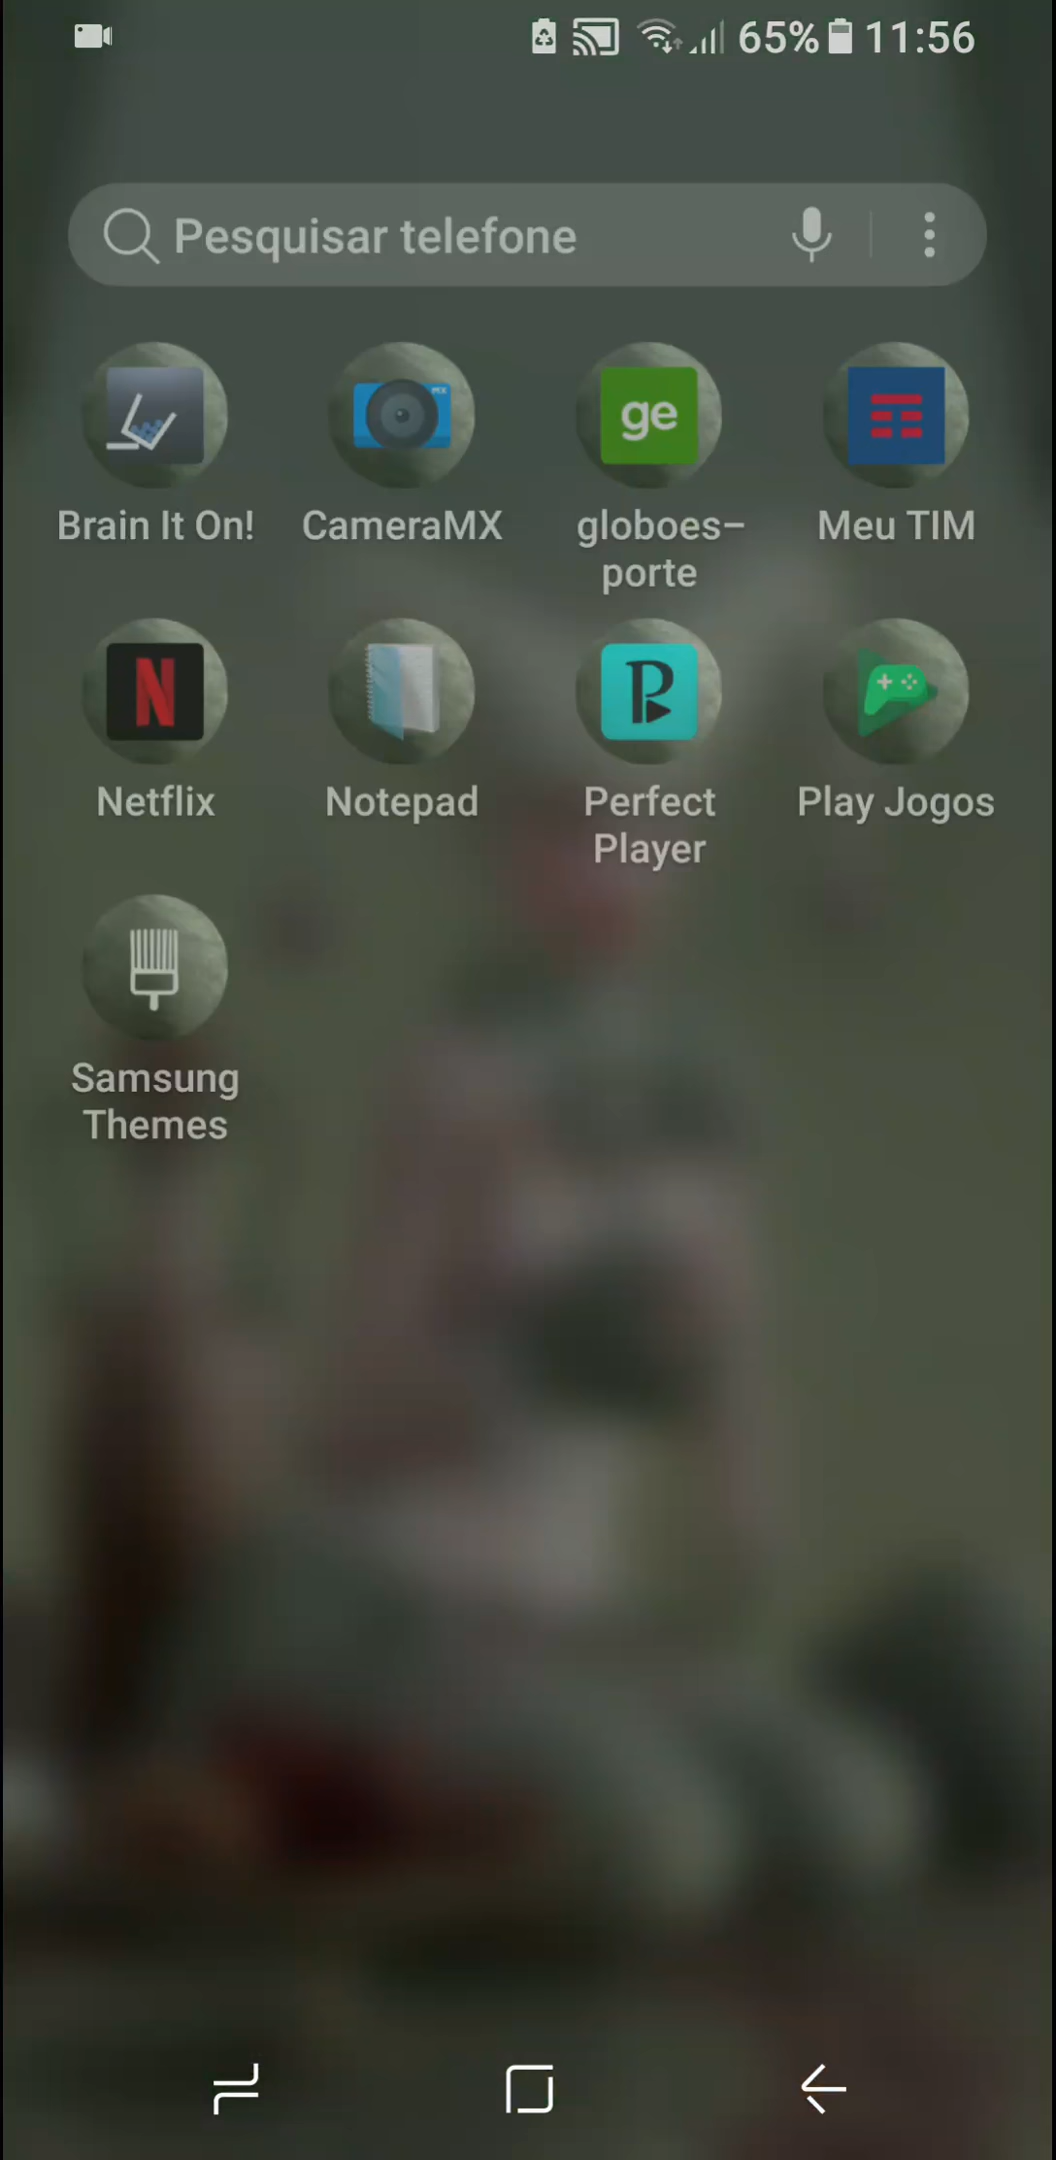 65% 11:56
Pesquisar telefone
MX
ge
Brain It On! CameraMX globoes- Meu TIM
porte
N P
Netflix Notepad Perfect Play Jogos
Player
Samsung
Themes